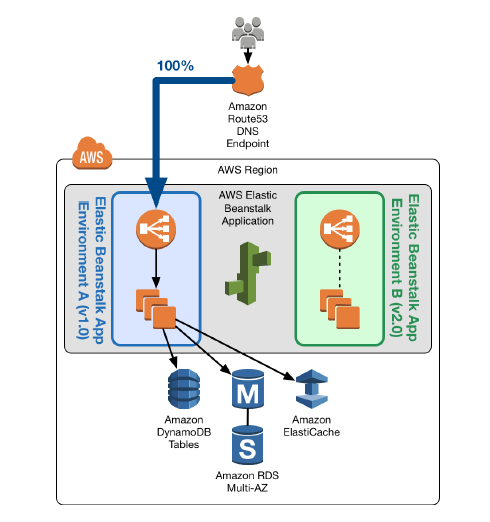 100%
Amazon
Route53
DNS
Endpoint
AWS
AWS Region
Elastic Beanstalk App
Environment A (v1.0)
AWS Elastic
Beanstalk
Application
Elastic Beanstalk App
Environment B (v2.0)
Amazon
DynamoDB
Tables
M
S
Amazon RDS
Multi-AZ
Amazon
ElastiCache